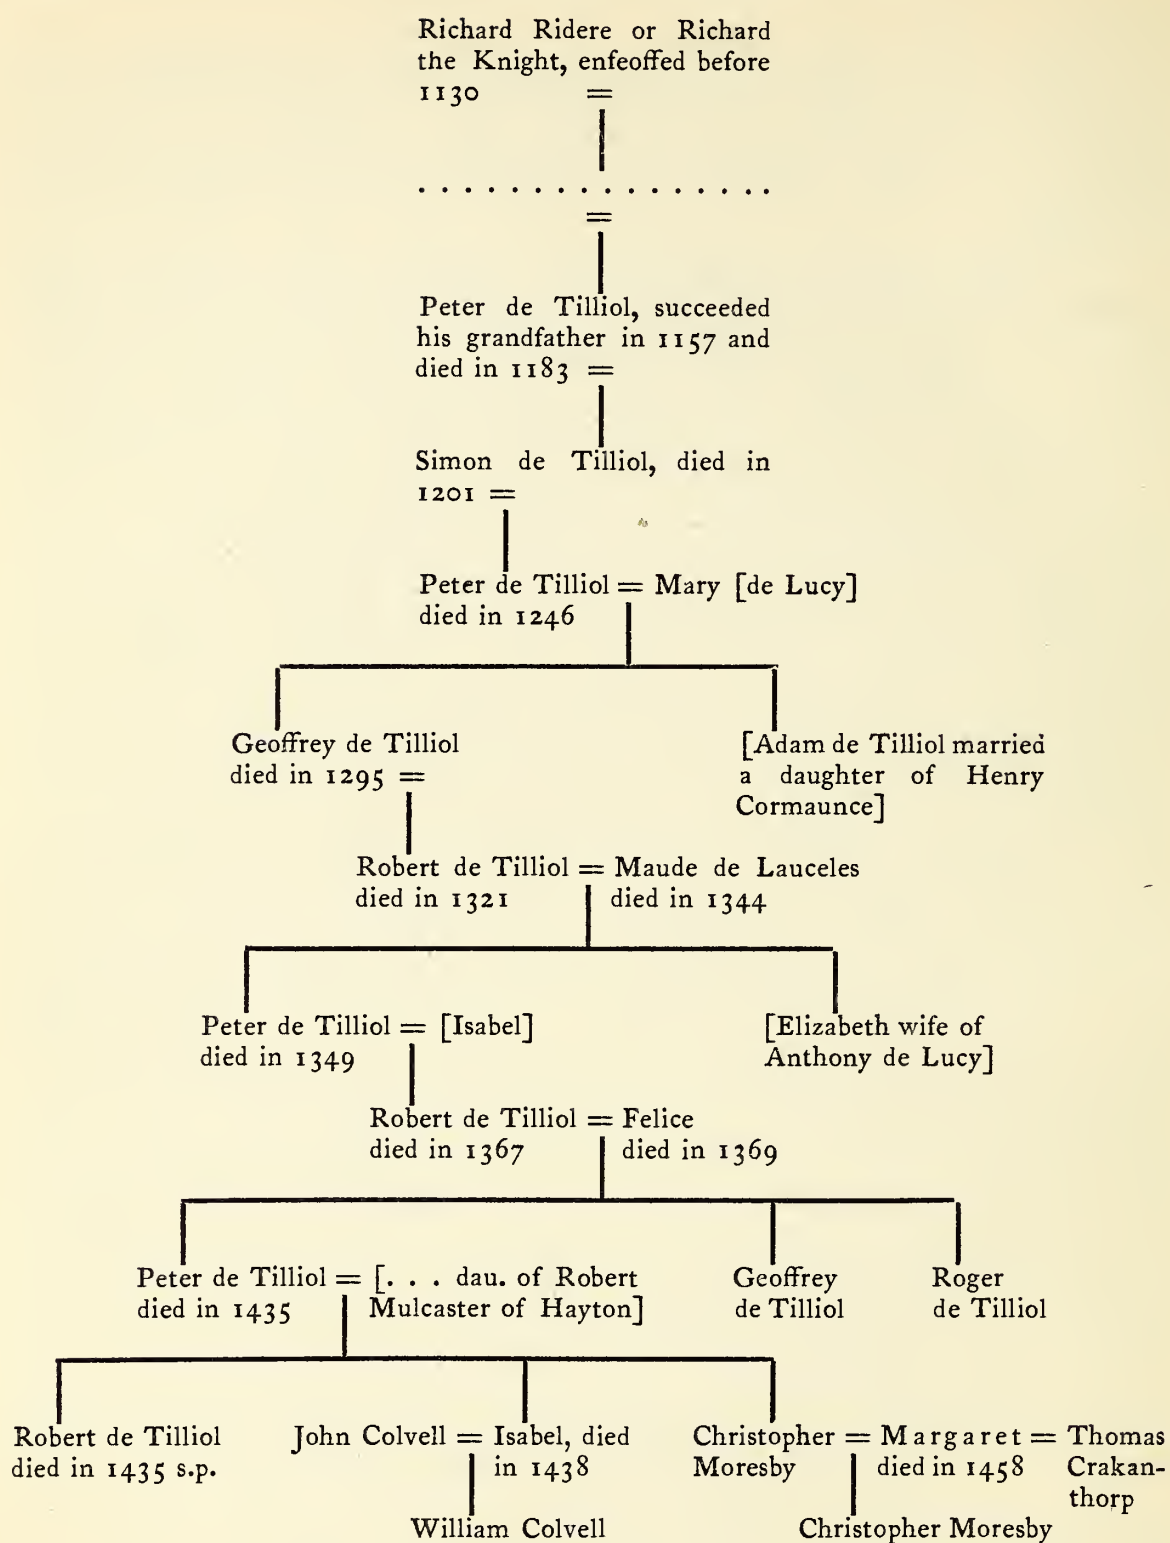 Richard Ridere or Richard
the Knight, enfeoffed before
1130 =
. . . . . . . . . . . . . . . .
=
Peter de Tilliol, succeeded
his grandfather in 1157 and
died in 1183 =
Simon de Tilliol, died in
1201 =
Peter de Tilliol = Mary [de Lucy]
died in 1246
Geoffrey de Tilliol
died in 1295 =
[Adam de Tilliol married
a daughter of Henry
Cormaunce]
Robert de Tilliol = Maude de Lauceles
died in 1321 died in 1344
Peter de Tilliol = [Isabel]
died in 1349
[Elizabeth wife of
Anthony de Lucy]
Robert de Tilliol = Felice
died in 1367 died in 1369
Peter de Tilliol = [. . . dau. of Robert
died in 1435 Mulcaster of Hayton]
Geoffrey
de Tilliol
Roger
de Tilliol
Robert de Tilliol
died in 1435 s.p.
John Colvell = Isabel, died
in 1438
William Colvell
Christopher = Margaret = Thomas
Moresby died in 1458 Crakan-
thorp
Christopher Moresby